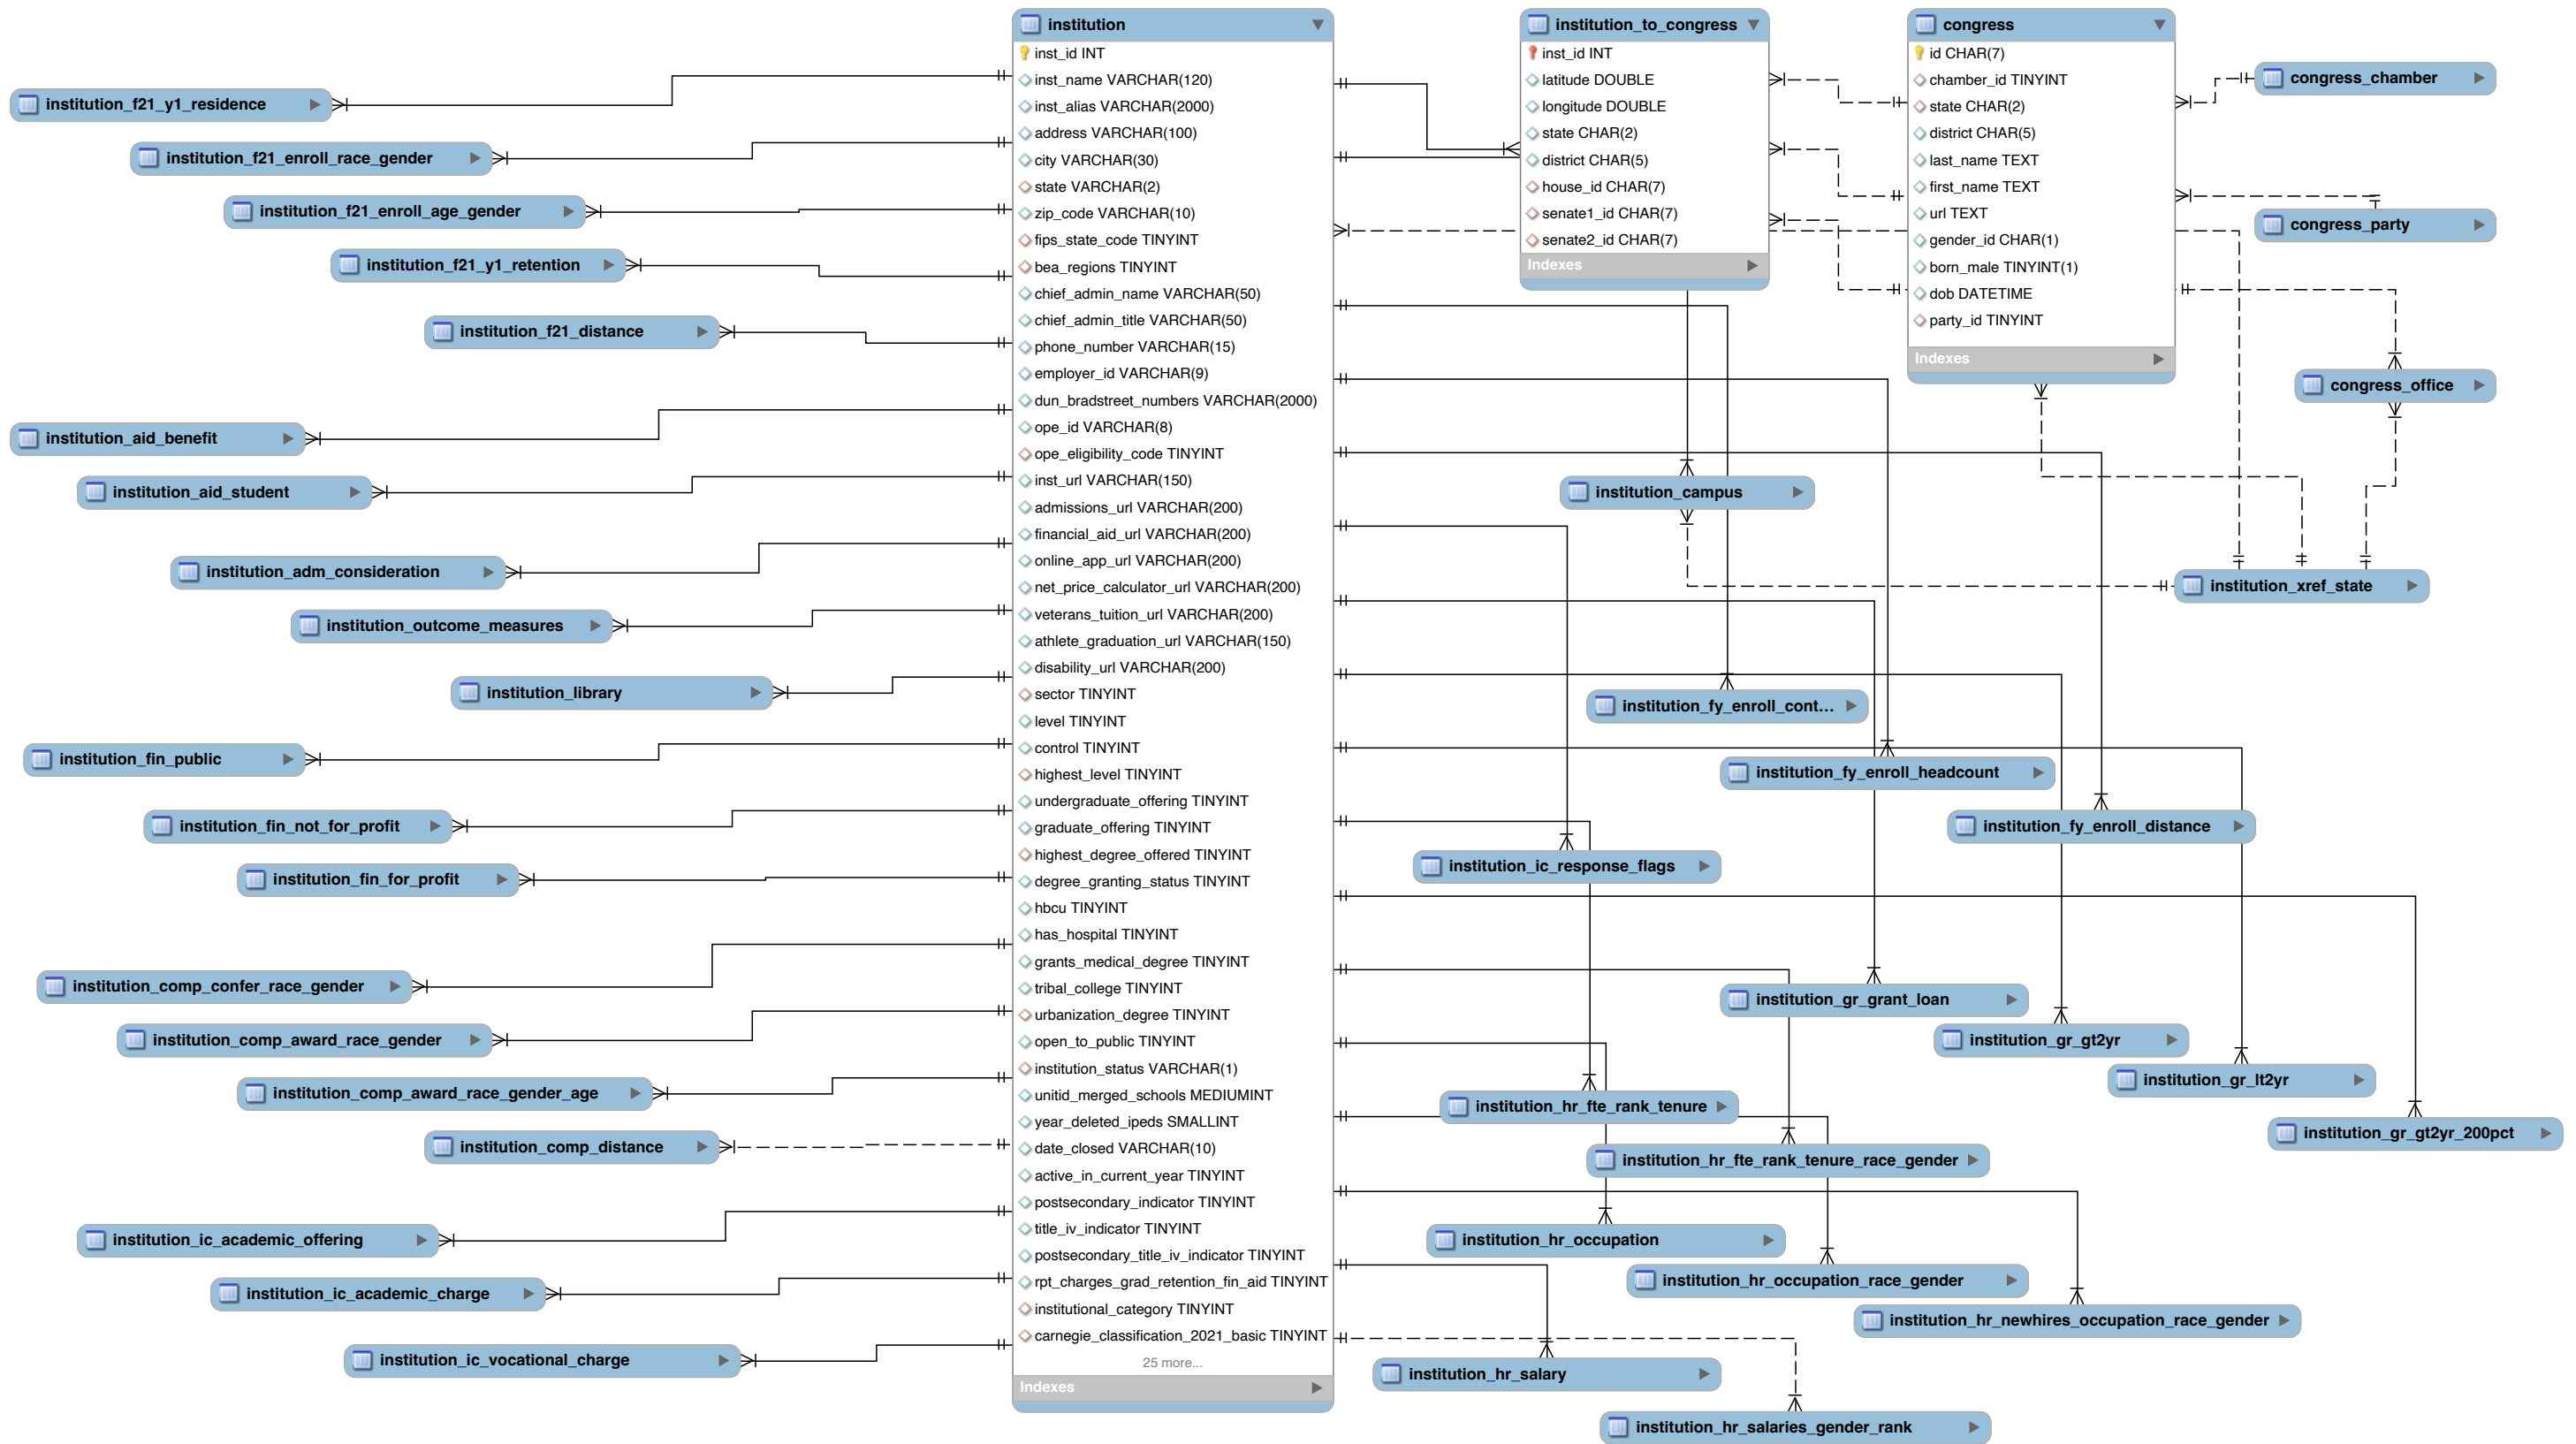 institution
inst_id INT
inst_name VARCHAR(120)
inst_alias VARCHAR(2000)
address VARCHAR(100)
city VARCHAR(30)
state VARCHAR(2)
zip_code VARCHAR(10)
fips_state_code TINYINT
bea_regions TINYINT
chief_admin_name VARCHAR(50)
chief_admin_title VARCHAR(50)
phone_number VARCHAR(15)
employer_id VARCHAR(9)
dun_bradstreet_numbers VARCHAR(2000)
ope_id VARCHAR(8)
ope_eligibility_code TINYINT
inst_url VARCHAR(150)
admissions_url VARCHAR(200)
financial_aid_url VARCHAR(200)
online_app_url VARCHAR(200)
net_price_calculator_url VARCHAR(200)
veterans_tuition_url VARCHAR(200)
athlete_graduation_url VARCHAR(150)
disability_url VARCHAR(200)
sector TINYINT
level TINYINT
control TINYINT
highest_level TINYINT
undergraduate_offering TINYINT
graduate_offering TINYINT
highest_degree_offered TINYINT
degree_granting_status TINYINT
hbcu TINYINT
has_hospital TINYINT
grants_medical_degree TINYINT
tribal_college TINYINT
urbanization_degree TINYINT
open_to_public TINYINT
institution_status VARCHAR(1)
unitid_merged_schools MEDIUMINT
year_deleted_ipeds SMALLINT
date_closed VARCHAR(10)
active_in_current_year TINYINT
postsecondary_indicator TINYINT
title_iv_indicator TINYINT
postsecondary_title_iv_indicator TINYINT
rpt_charges_grad_retention_fin_aid TINYINT
institutional_category TINYINT
carnegie_classification_2021_basic TINYINT
25 more...
Indexes
institution_to_congress
inst_id INT
latitude DOUBLE
longitude DOUBLE
state CHAR(2)
district CHAR(5)
house_id CHAR(7)
senate1_id CHAR(7)
senate2_id CHAR(7)
Indexes
congress
id CHAR(7)
chamber_id TINYINT
state CHAR(2)
district CHAR(5)
last_name TEXT
first_name TEXT
url TEXT
gender_id CHAR(1)
born_male TINYINT(1)
dob DATETIME
party_id TINYINT
Indexes
congress_chamber
congress_party
congress_office
institution_xref_state
institution_f21_y1_residence
institution_f21_enroll_race_gender
institution_f21_enroll_age_gender
institution_f21_y1_retention
institution_f21_distance
institution_aid_benefit
institution_aid_student
institution_adm_consideration
institution_outcome_measures
institution_library
institution_fin_public
institution_fin_not_for_profit
institution_fin_for_profit
institution_comp_confer_race_gender
institution_comp_award_race_gender
institution_comp_award_race_gender_age
institution_comp_distance
institution_ic_academic_offering
institution_ic_academic_charge
institution_ic_vocational_charge
institution_campus
institution_fy_enroll_cont...
institution_fy_enroll_headcount
institution_fy_enroll_distance
institution_ic_response_flags
institution_gr_grant_loan
institution_gr_gt2yr
institution_gr_lt2yr
institution_gr_gt2yr_200pct
institution_hr_fte_rank_tenure
institution_hr_fte_rank_tenure_race_gender
institution_hr_occupation
institution_hr_occupation_race_gender
institution_hr_newhires_occupation_race_gender
institution_hr_salary
institution_hr_salaries_gender_rank